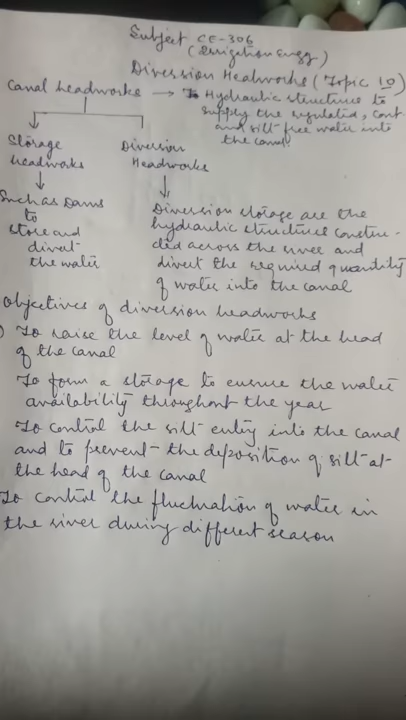 Subject CE-306
(Irrigation Engg)
Diversion Headworks (Topic 10)
Canal headworks → Hydraulic structure to
supply the regulated, cont
and silt free water into
the canal
Storage headworks
Diversion Headworks
Such as Dams
to
store and
divert
the water
Diversion storage are the
hydraulic structure constru-
cted across the river and
divert the required quantity
of water into the canal
Objectives of diversion headworks
) To raise the level of water at the head
of the canal
To form a storage to ensure the water
availability throughout the year
To control the silt entry into the canal
and to prevent the deposition of silt at
the head of the canal
To control the fluctuation of water in
the river during different season